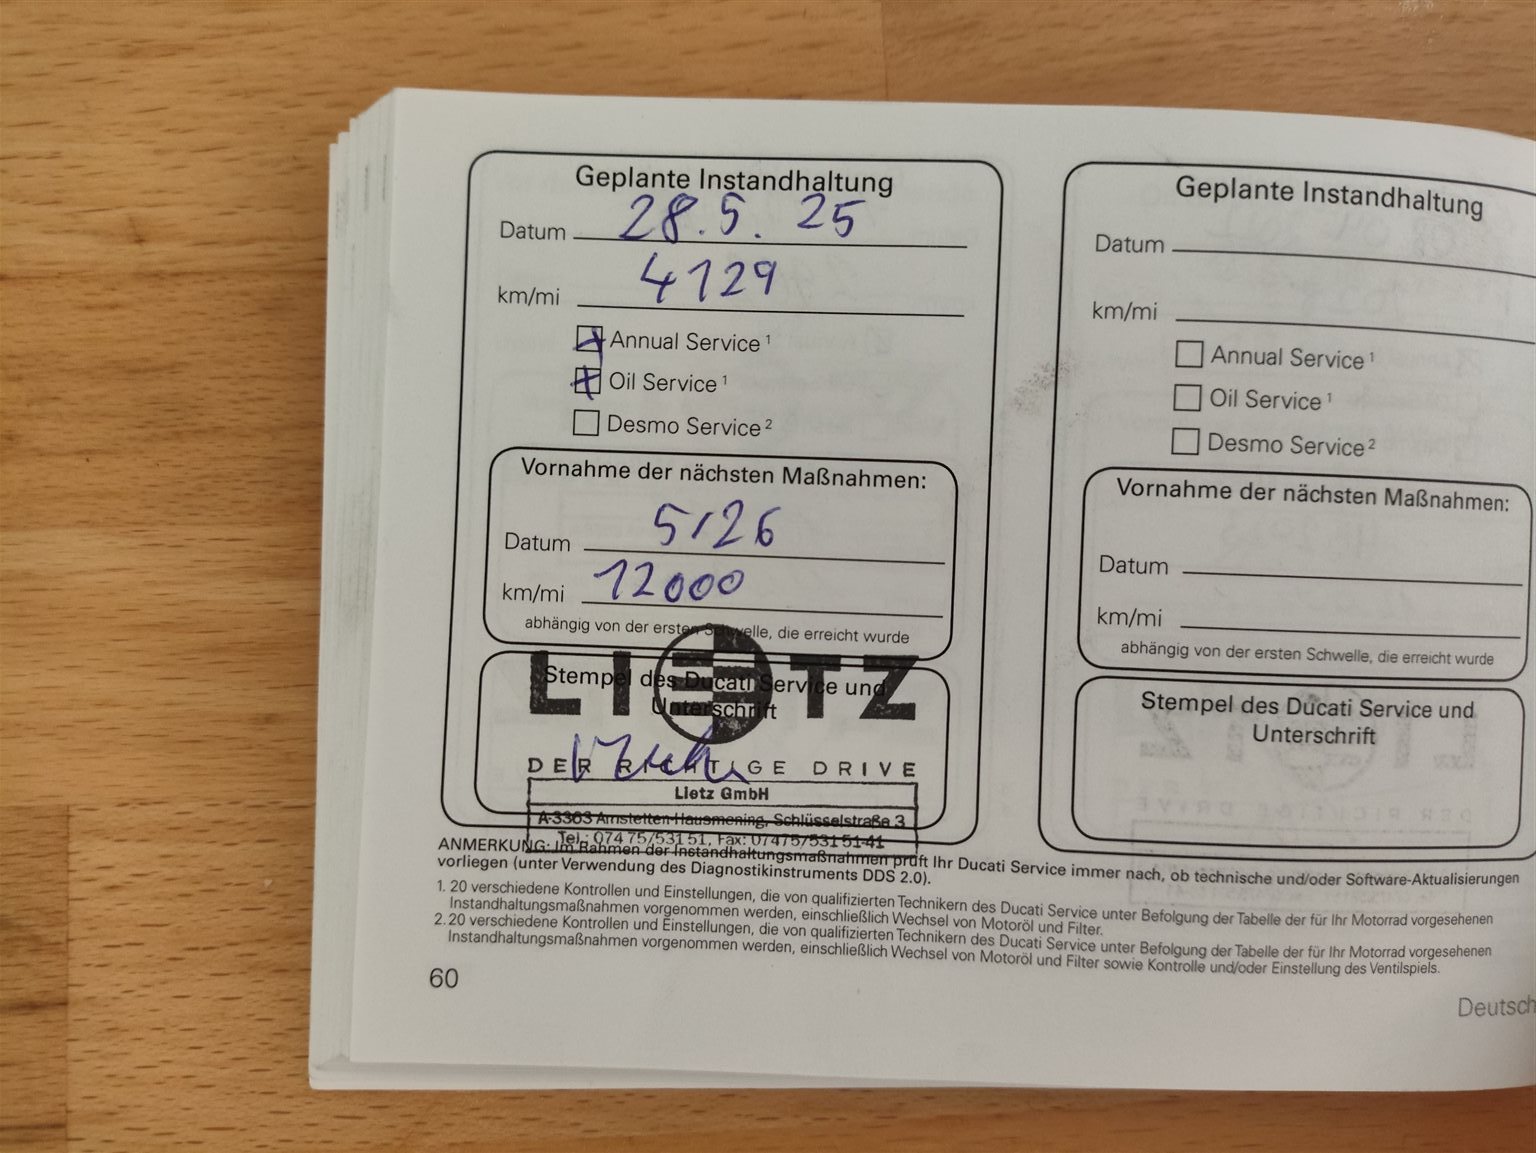 Geplante Instandhaltung
Datum 28.5. 25
km/mi 4129
Annual Service 1
Oil Service 1
Desmo Service 2
Vornahme der nächsten Maßnahmen:
Datum 5/26
km/mi 12000
abhängig von der ersten Schwelle, die erreicht wurde
Stempel des Ducati Service und
Unterschrift
LIETZ
DER RICHTIGE DRIVE
Lietz GmbH
A-3363 Amstetten-Hausmening, Schlüsselstraße 3
Tel.: 074 75/531 51, Fax: 07475/531 51-41
Geplante Instandhaltung
Datum
km/mi
Annual Service 1
Oil Service 1
Desmo Service 2
Vornahme der nächsten Maßnahmen:
Datum
km/mi
abhängig von der ersten Schwelle, die erreicht wurde
Stempel des Ducati Service und
Unterschrift
ANMERKUNG: Im Rahmen der Instandhaltungsmaßnahmen prüft Ihr Ducati Service immer nach, ob technische und/oder Software-Aktualisierungen
vorliegen (unter Verwendung des Diagnostikinstruments DDS 2.0).
1. 20 verschiedene Kontrollen und Einstellungen, die von qualifizierten Technikern des Ducati Service unter Befolgung der Tabelle der für Ihr Motorrad vorgesehenen
Instandhaltungsmaßnahmen vorgenommen werden, einschließlich Wechsel von Motoröl und Filter.
2. 20 verschiedene Kontrollen und Einstellungen, die von qualifizierten Technikern des Ducati Service unter Befolgung der Tabelle der für Ihr Motorrad vorgesehenen
Instandhaltungsmaßnahmen vorgenommen werden, einschließlich Wechsel von Motoröl und Filter sowie Kontrolle und/oder Einstellung des Ventilspiels.
60
Deutsch